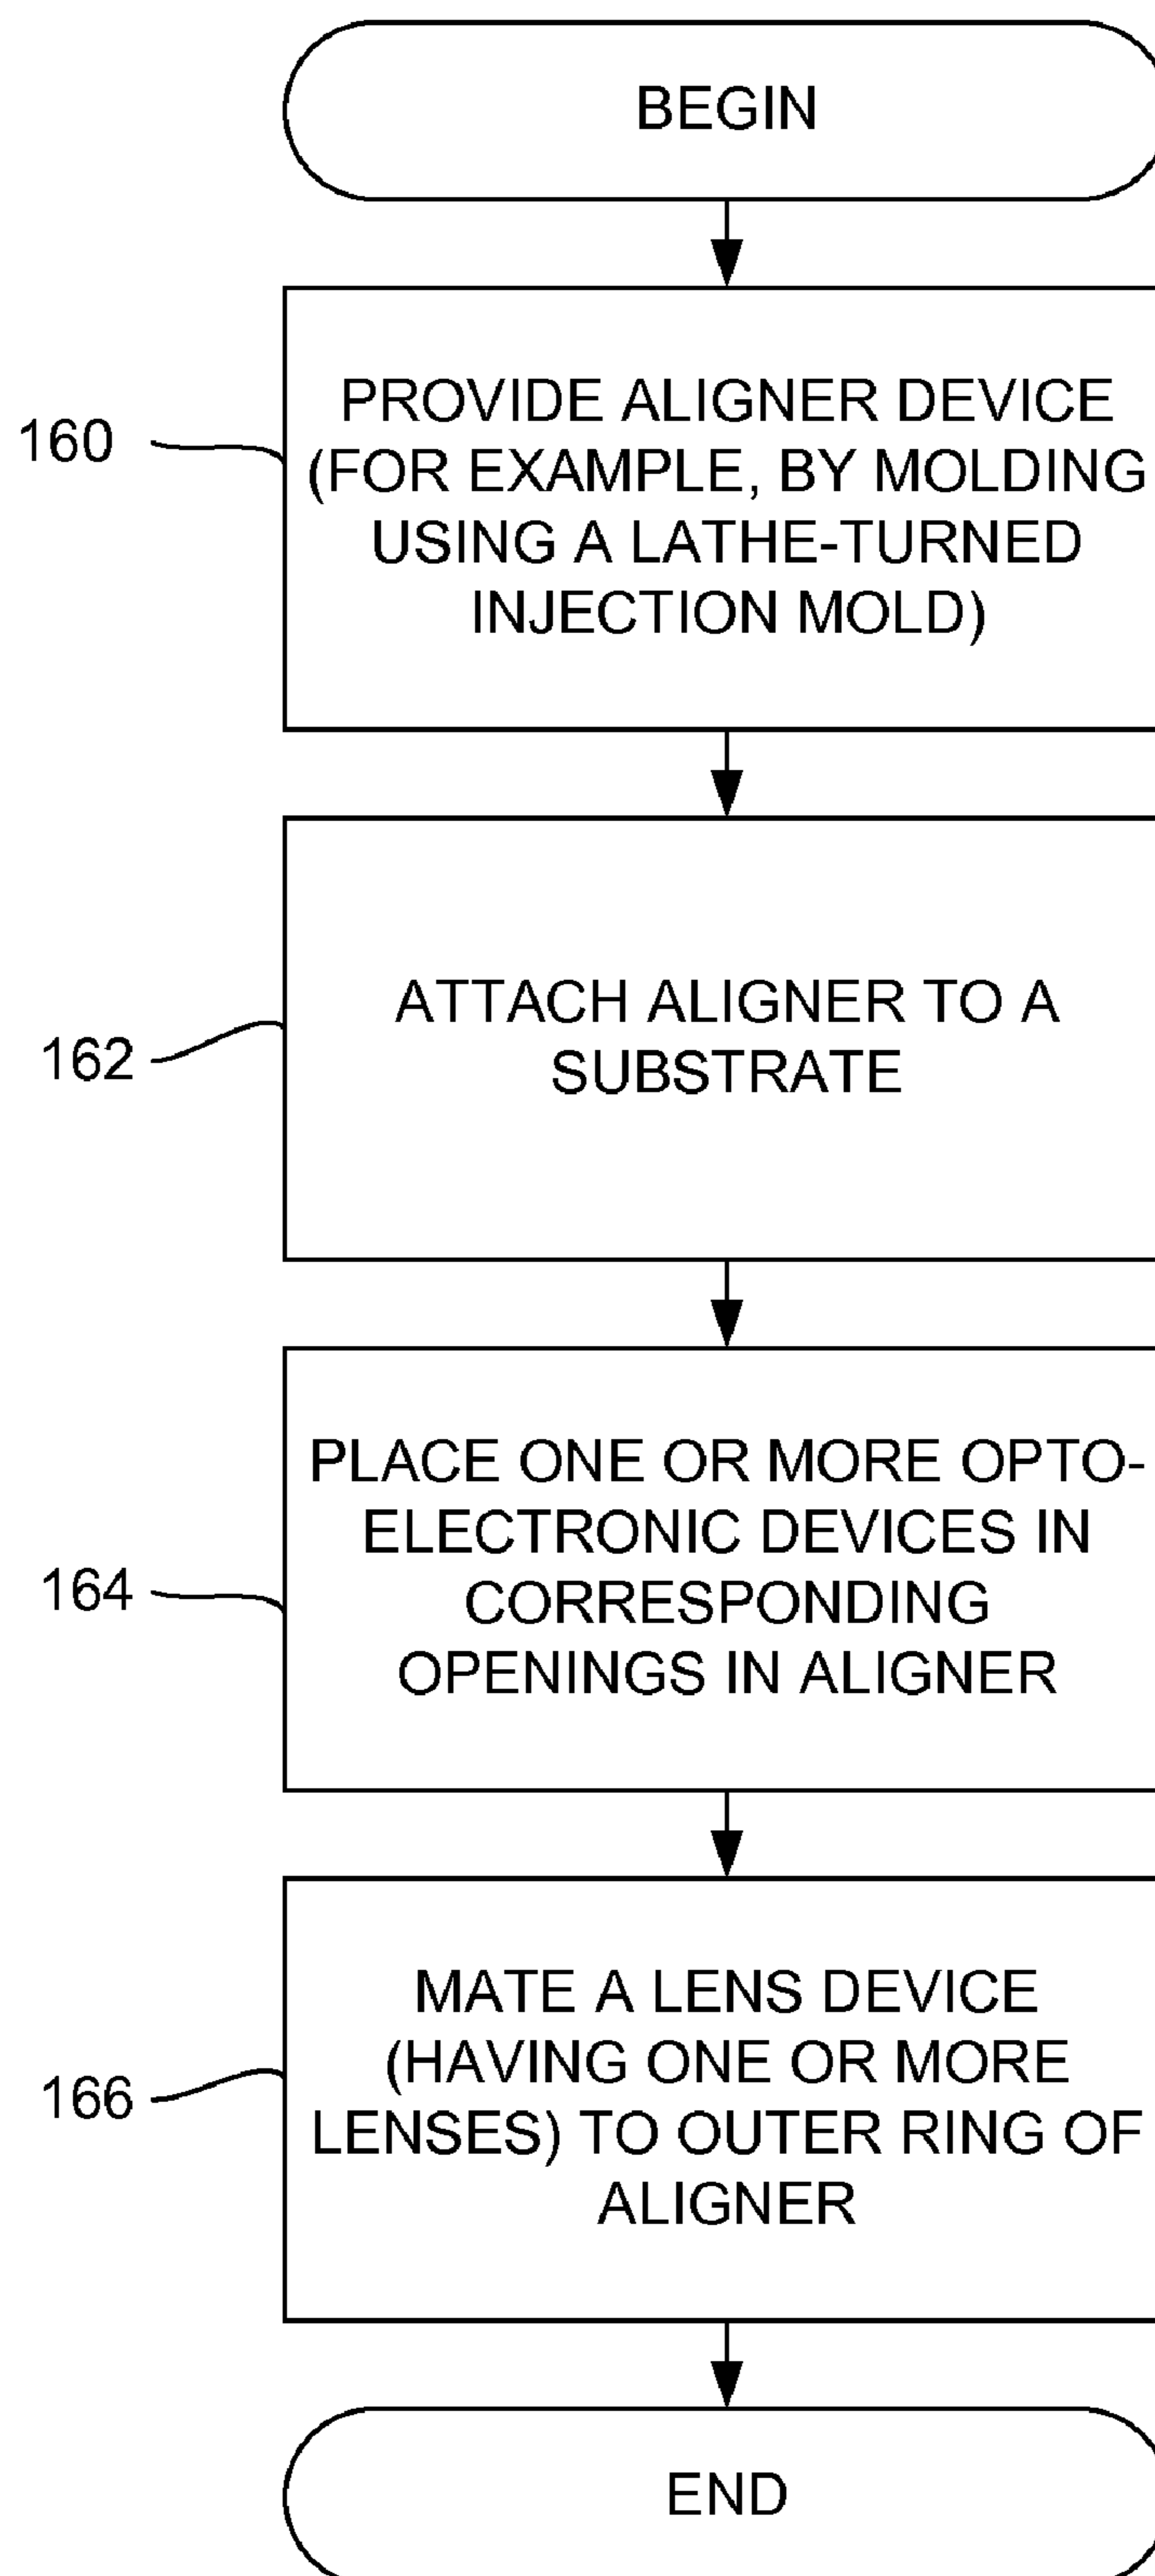 BEGIN
160
PROVIDE ALIGNER DEVICE
(FOR EXAMPLE, BY MOLDING
USING A LATHE-TURNED
INJECTION MOLD)
162
ATTACH ALIGNER TO A
SUBSTRATE
164
PLACE ONE OR MORE OPTO-
ELECTRONIC DEVICES IN
CORRESPONDING
OPENINGS IN ALIGNER
166
MATE A LENS DEVICE
(HAVING ONE OR MORE
LENSES) TO OUTER RING OF
ALIGNER
END